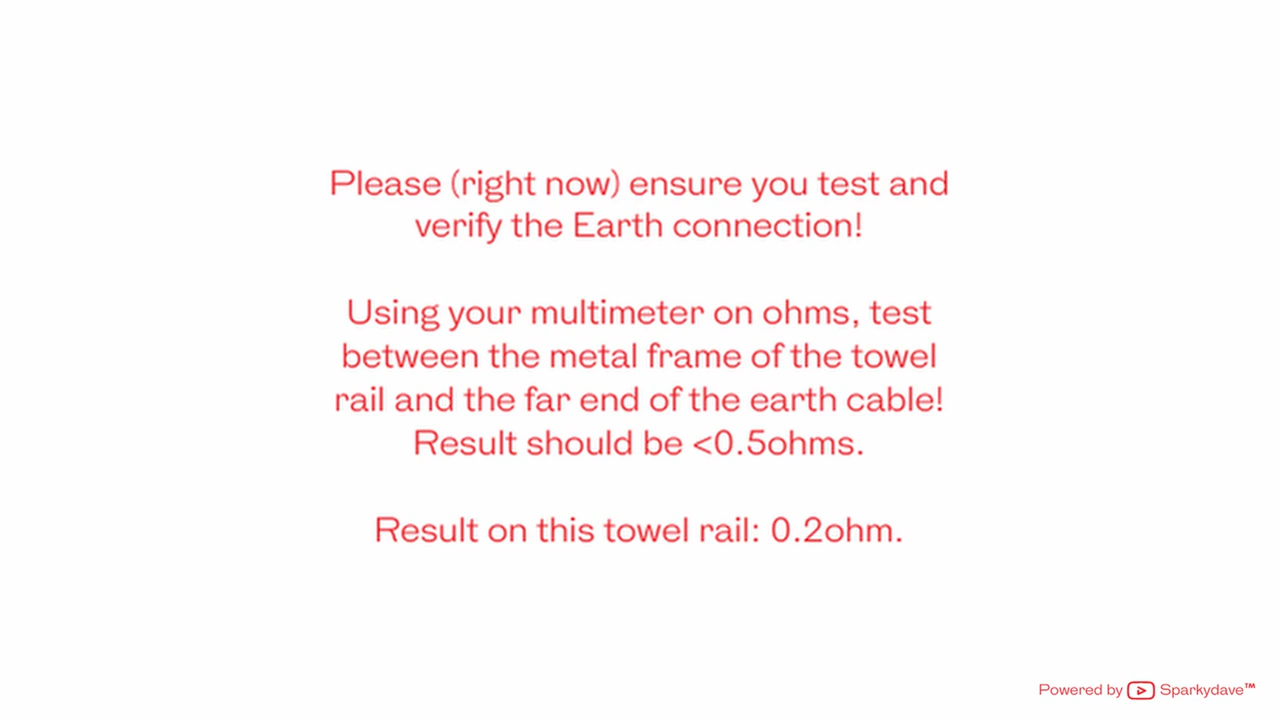 Please (right now) ensure you test and
verify the Earth connection!
Using your multimeter on ohms, test
between the metal frame of the towel
rail and the far end of the earth cable!
Result should be <0.5ohms.
Result on this towel rail: 0.2ohm.
Powered by Sparkydave™